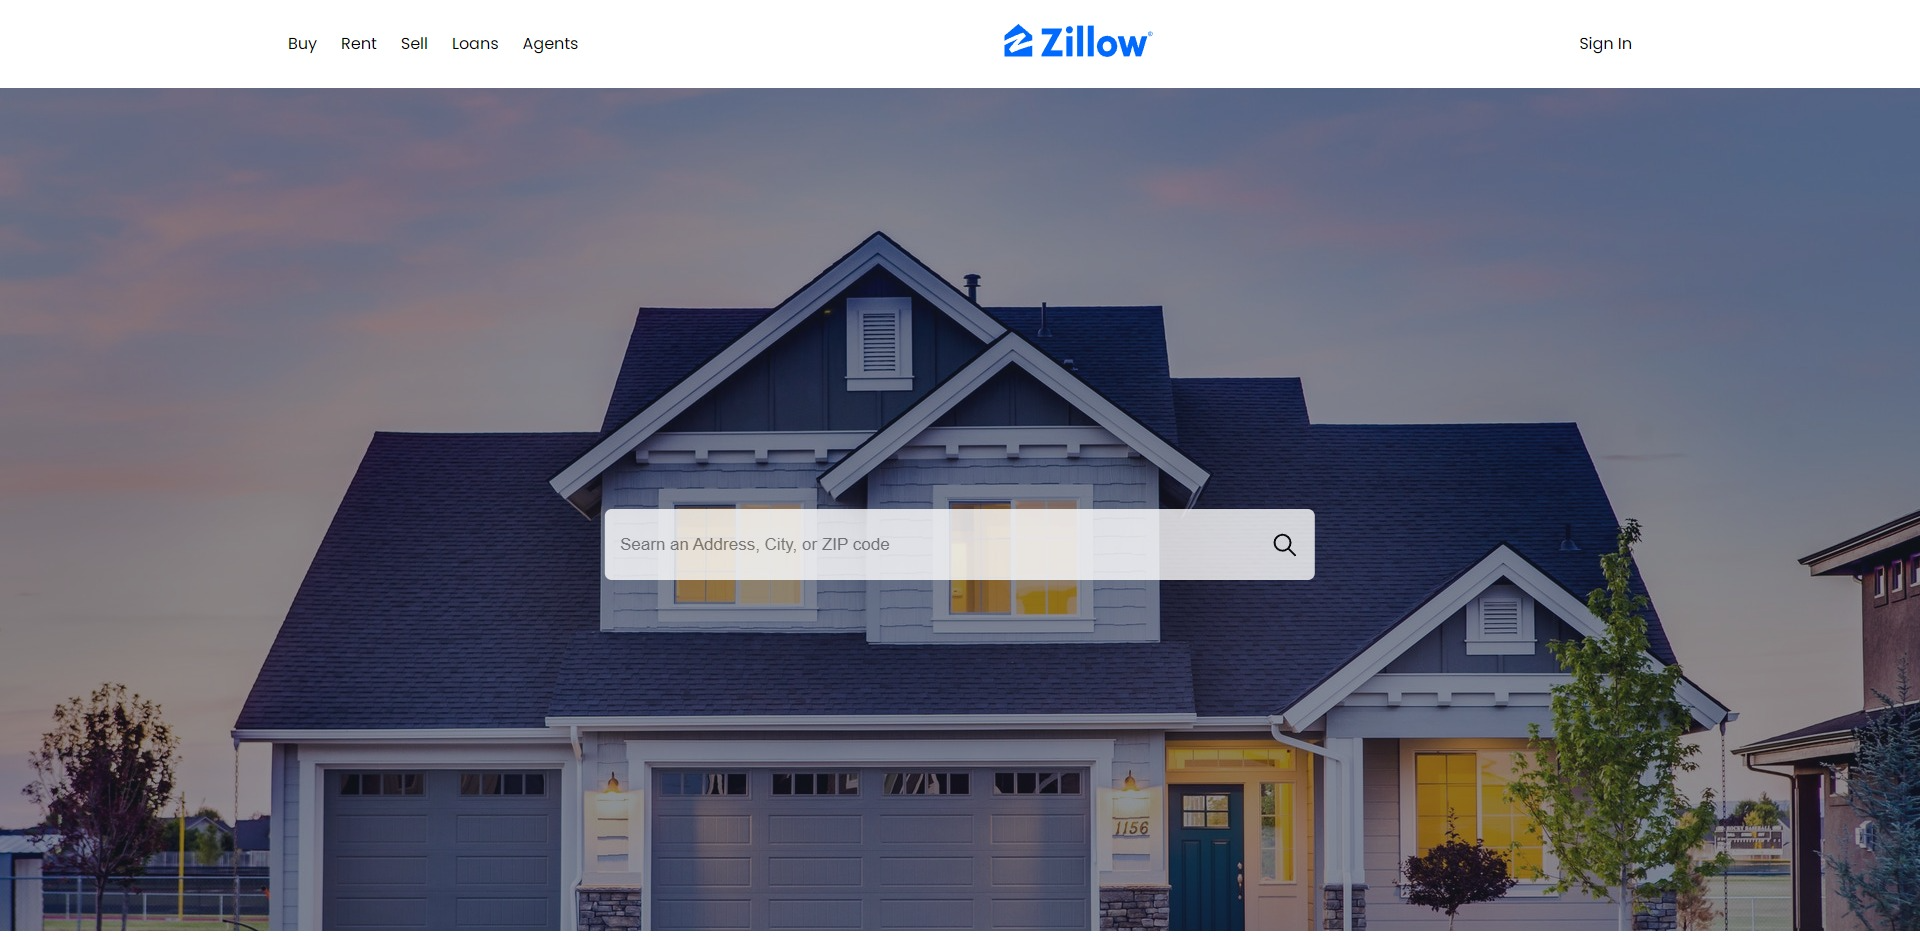 Buy Rent Sell Loans Agents
Zillow®
Sign In
Searn an Address, City, or ZIP code
1156